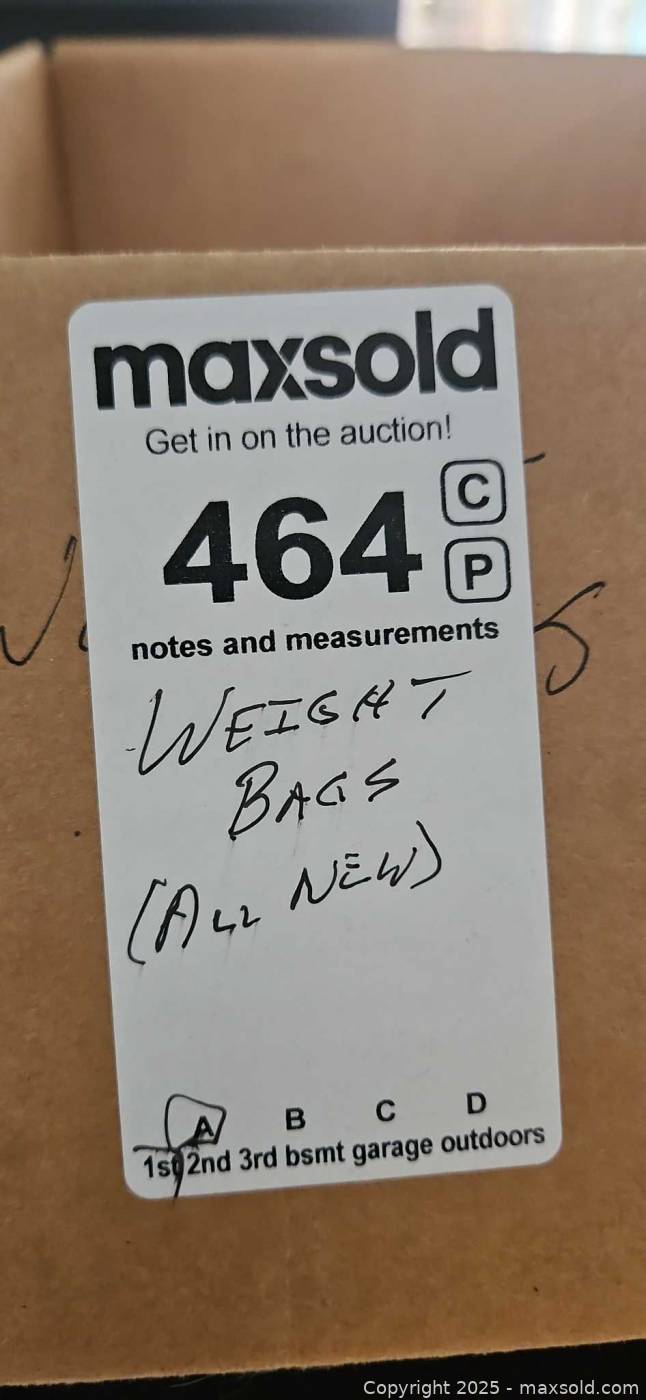 maxsold
Get in on the auction!
464
C
P
notes and measurements
WEIGHT
BAGS
(ALL NEW)
A B C D
1st 2nd 3rd bsmt garage outdoors
Copyright 2025 - maxsold.com